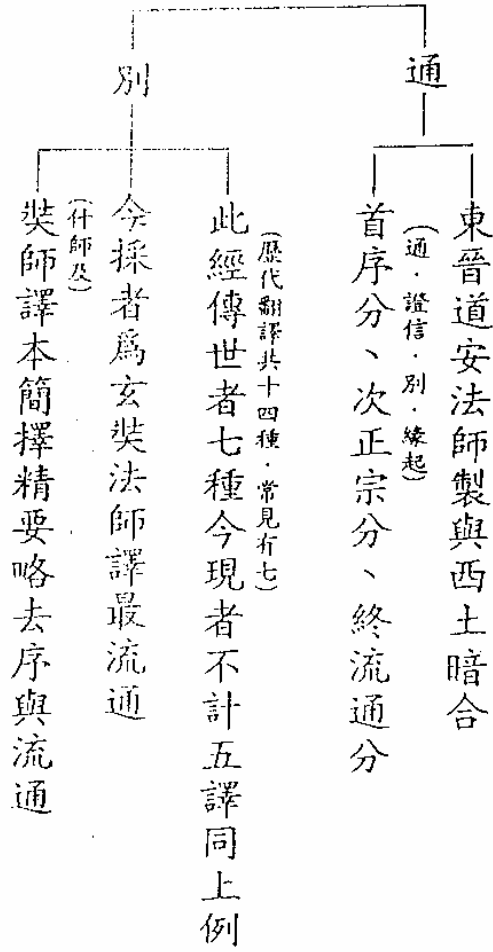 通
東晉道安法師製與西土暗合
(通．證信．別．緣起)
首序分、次正宗分、終流通分
別
(歷代翻譯共十四種．常見有七)
此經傳世者七種今現者不計五譯同上例
今採者為玄奘法師譯最流通
(什師及)
奘師譯本簡擇精要略去序與流通